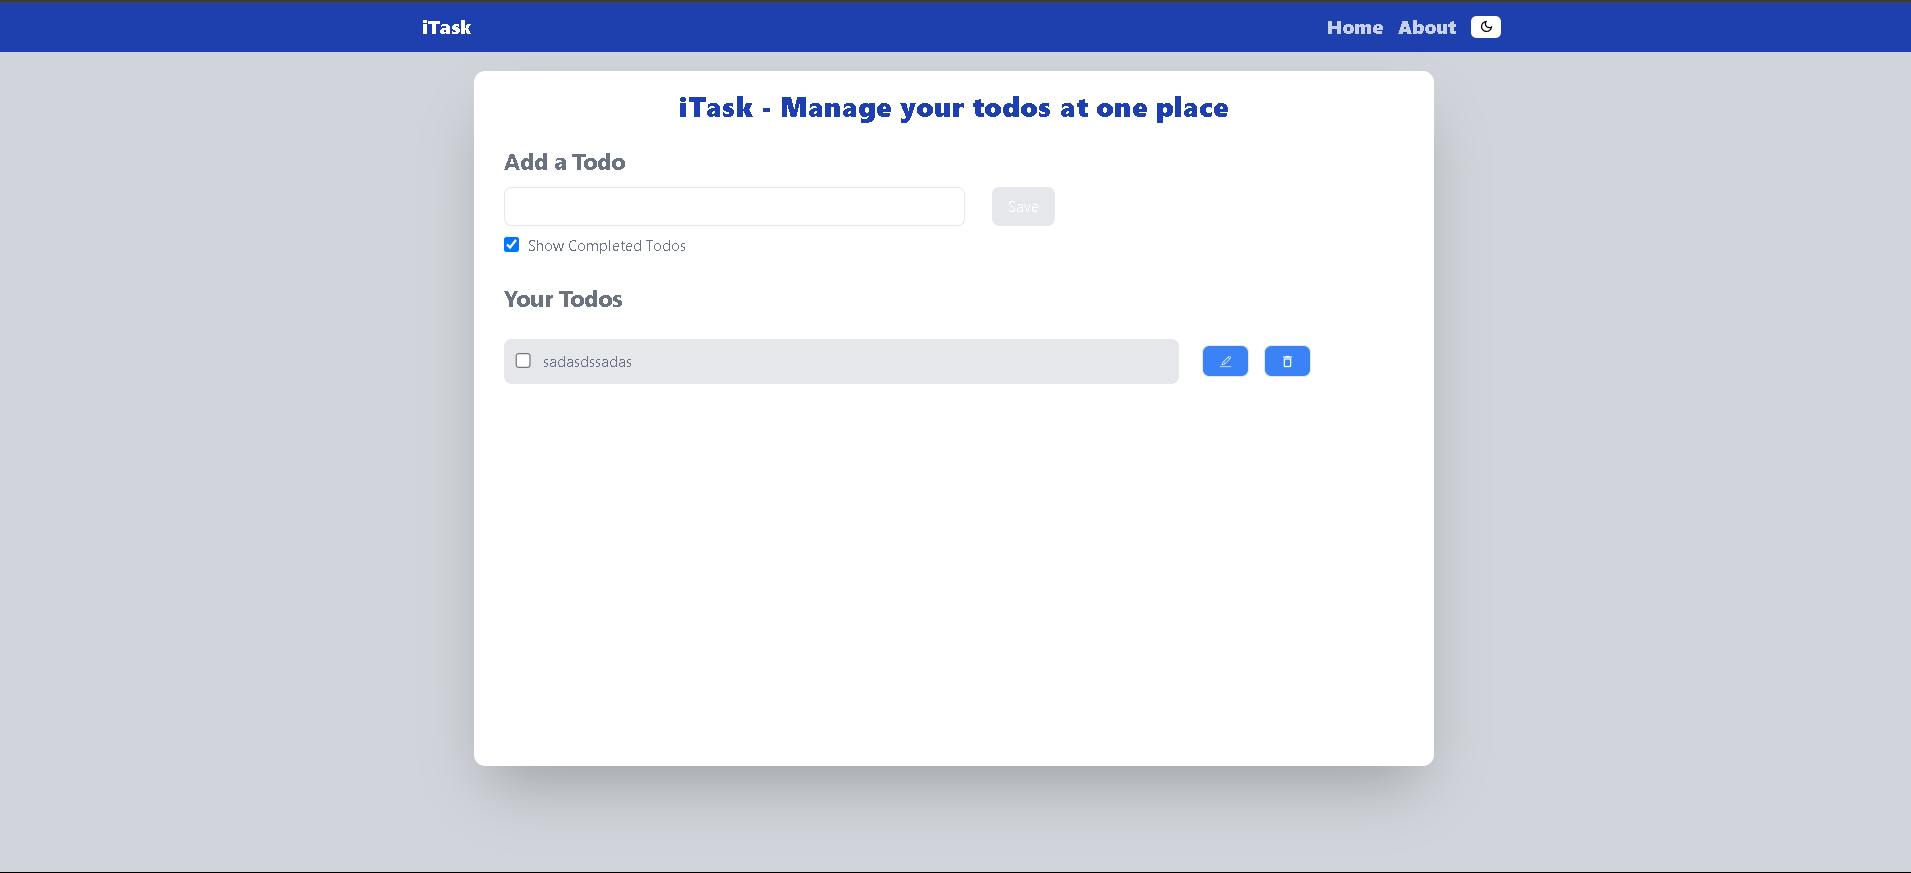 iTask
Home About
iTask - Manage your todos at one place
Add a Todo
Save
Show Completed Todos
Your Todos
sadasdssadas